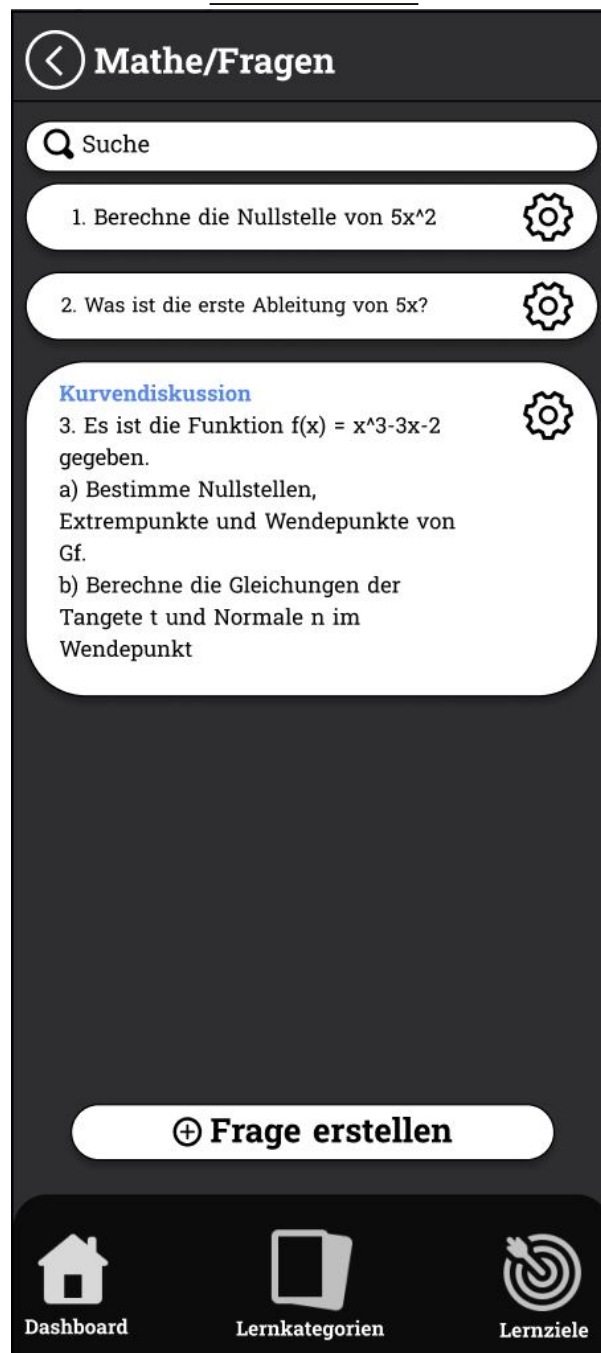 Mathe/Fragen
Suche
1. Berechne die Nullstelle von 5x^2
2. Was ist die erste Ableitung von 5x?
Kurvendiskussion
3. Es ist die Funktion f(x) = x^3-3x-2
gegeben.
a) Bestimme Nullstellen,
Extrempunkte und Wendepunkte von
Gf.
b) Berechne die Gleichungen der
Tangete t und Normale n im
Wendepunkt
Frage erstellen
Dashboard
Lernkategorien
Lernziele